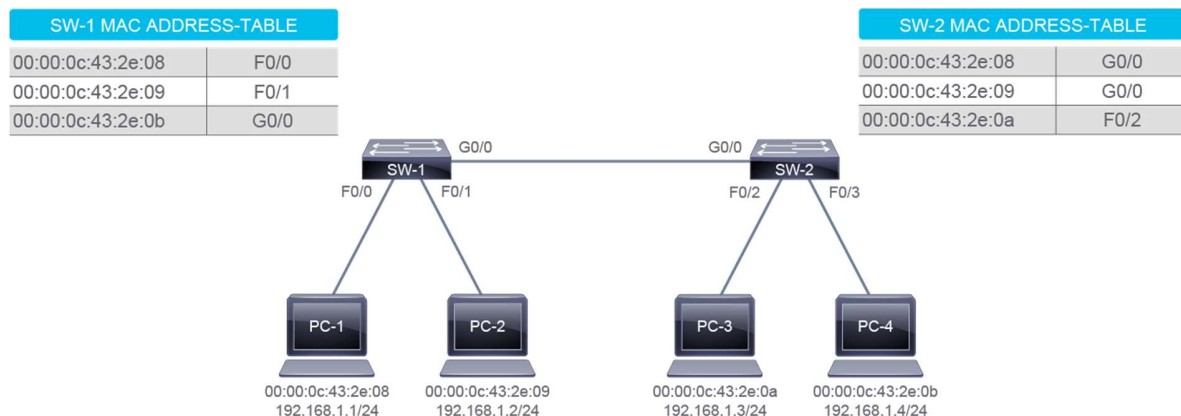 SW-1 MAC ADDRESS-TABLE
00:00:0c:43:2e:08 F0/0
00:00:0c:43:2e:09 F0/1
00:00:0c:43:2e:0b G0/0
SW-2 MAC ADDRESS-TABLE
00:00:0c:43:2e:08 G0/0
00:00:0c:43:2e:09 G0/0
00:00:0c:43:2e:0a F0/2
G0/0 G0/0
SW-1 SW-2
F0/0 F0/1 F0/2 F0/3
PC-1 PC-2 PC-3 PC-4
00:00:0c:43:2e:08 00:00:0c:43:2e:09 00:00:0c:43:2e:0a 00:00:0c:43:2e:0b
192.168.1.1/24 192.168.1.2/24 192.168.1.3/24 192.168.1.4/24